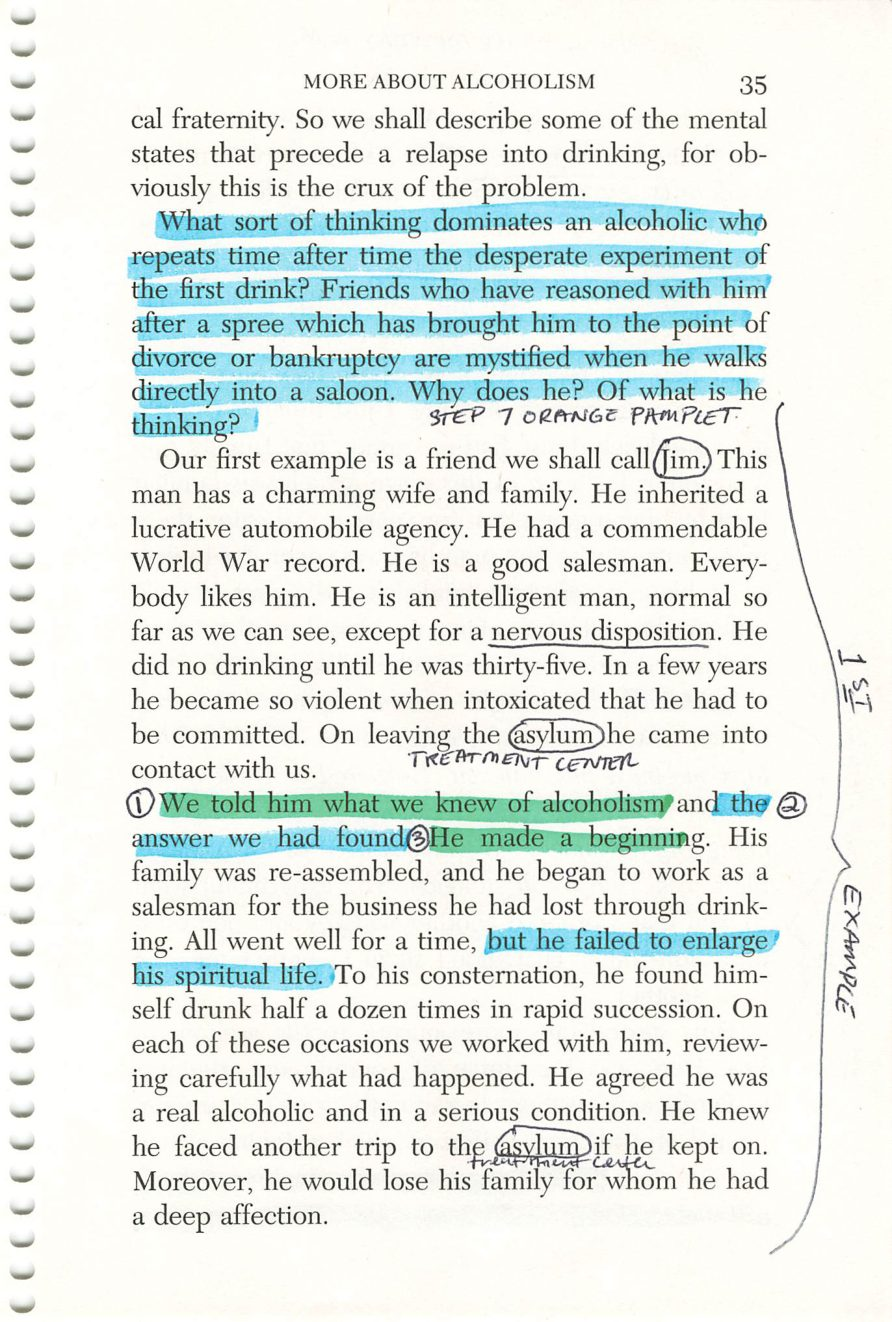 MORE ABOUT ALCOHOLISM 35
cal fraternity. So we shall describe some of the mental
states that precede a relapse into drinking, for ob-
viously this is the crux of the problem.
What sort of thinking dominates an alcoholic who
repeats time after time the desperate experiment of
the first drink? Friends who have reasoned with him
after a spree which has brought him to the point of
divorce or bankruptcy are mystified when he walks
directly into a saloon. Why does he? Of what is he
thinking?
STEP 7 ORANGE PAMPLET.
Our first example is a friend we shall call Jim. This
man has a charming wife and family. He inherited a
lucrative automobile agency. He had a commendable
World War record. He is a good salesman. Every-
body likes him. He is an intelligent man, normal so
far as we can see, except for a nervous disposition. He
did no drinking until he was thirty-five. In a few years
he became so violent when intoxicated that he had to
be committed. On leaving the asylum he came into
TREATMENT CENTER
contact with us.
① We told him what we knew of alcoholism and the ②
answer we had found ③ He made a beginning. His
family was re-assembled, and he began to work as a
salesman for the business he had lost through drink-
ing. All went well for a time, but he failed to enlarge
his spiritual life. To his consternation, he found him-
self drunk half a dozen times in rapid succession. On
each of these occasions we worked with him, review-
ing carefully what had happened. He agreed he was
a real alcoholic and in a serious condition. He knew
he faced another trip to the asylum if he kept on.
treatment center
Moreover, he would lose his family for whom he had
a deep affection.
1ST EXAMPLE